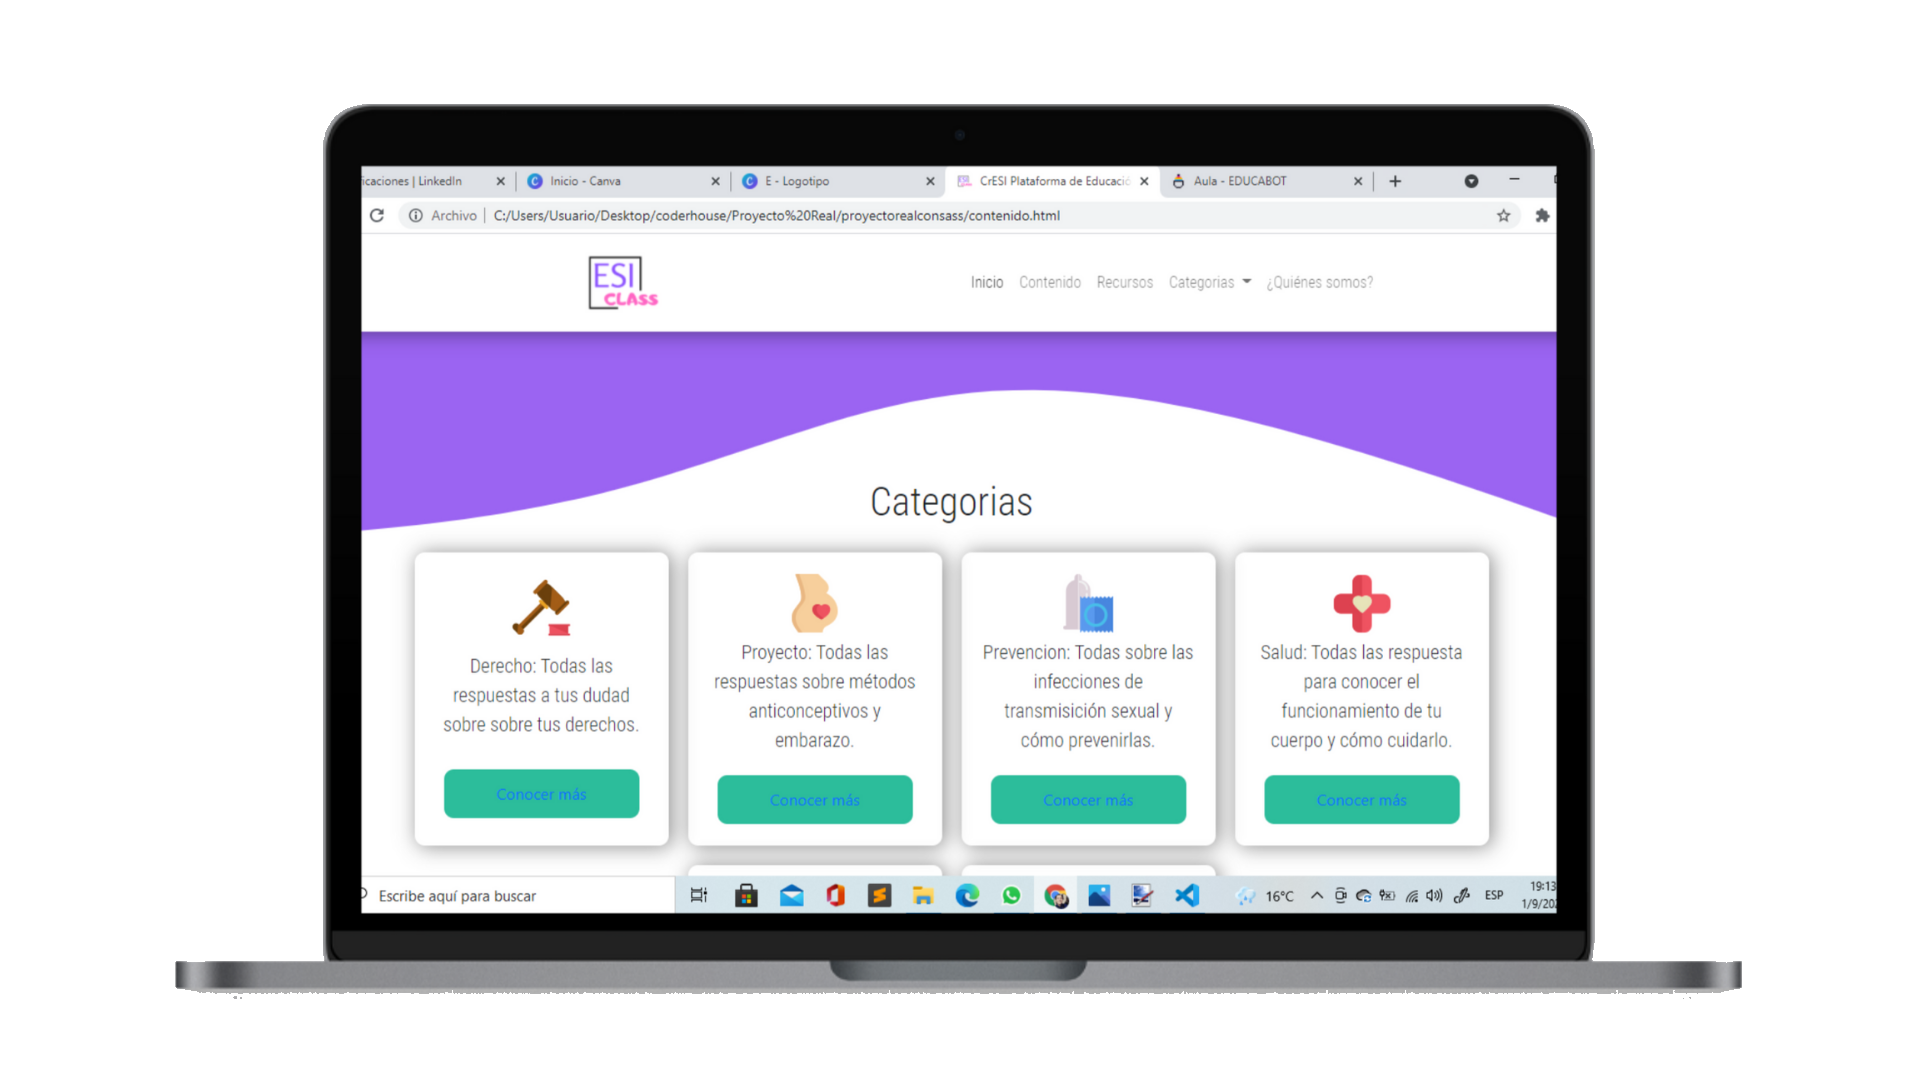 icaciones | LinkedIn
Inicio - Canva
E - Logotipo
CrESI Plataforma de Educació
Aula - EDUCABOT
Archivo | C:/Users/Usuario/Desktop/coderhouse/Proyecto%20Real/proyectorealconsass/contenido.html
ESI
CLASS
Inicio Contenido Recursos Categorias ¿Quiénes somos?
Categorias
Derecho: Todas las
respuestas a tus dudad
sobre sobre tus derechos.
Conocer más
Proyecto: Todas las
respuestas sobre métodos
anticonceptivos y
embarazo.
Conocer más
Prevencion: Todas sobre las
infecciones de
transmisición sexual y
cómo prevenirlas.
Conocer más
Salud: Todas las respuesta
para conocer el
funcionamiento de tu
cuerpo y cómo cuidarlo.
Conocer más
Escribe aquí para buscar
16°C
ESP
19:13
1/9/202